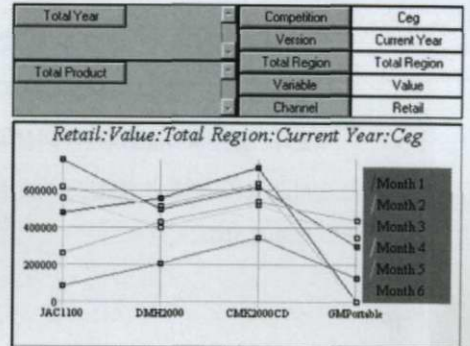 Total Year
Total Product
Competition Ceg
Version Current Year
Total Region Total Region
Variable Value
Channel Retail
Retail:Value:Total Region:Current Year:Ceg
600000
400000
200000
0
JAC1100 DMH2000 CMK2000CD GMPortable
Month 1
Month 2
Month 3
Month 4
Month 5
Month 6